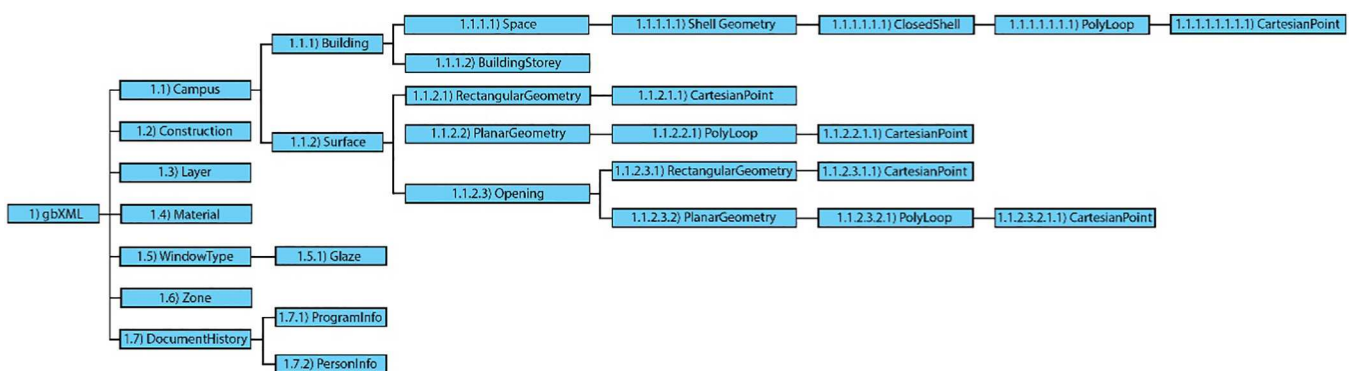 1.1.1.1) Space
1.1.1.1.1) Shell Geometry
1.1.1.1.1.1) ClosedShell
1.1.1.1.1.1.1) PolyLoop
1.1.1.1.1.1.1.1) CartesianPoint
1.1.1) Building
1.1.1.2) BuildingStorey
1.1) Campus
1.1.2.1) RectangularGeometry
1.1.2.1.1) CartesianPoint
1.2) Construction
1.1.2) Surface
1.1.2.2) PlanarGeometry
1.1.2.2.1) PolyLoop
1.1.2.2.1.1) CartesianPoint
1.3) Layer
1.1.2.3.1) RectangularGeometry
1.1.2.3.1.1) CartesianPoint
1.1.2.3) Opening
1) gbXML
1.4) Material
1.1.2.3.2) PlanarGeometry
1.1.2.3.2.1) PolyLoop
1.1.2.3.2.1.1) CartesianPoint
1.5) WindowType
1.5.1) Glaze
1.6) Zone
1.7.1) ProgramInfo
1.7) DocumentHistory
1.7.2) PersonInfo